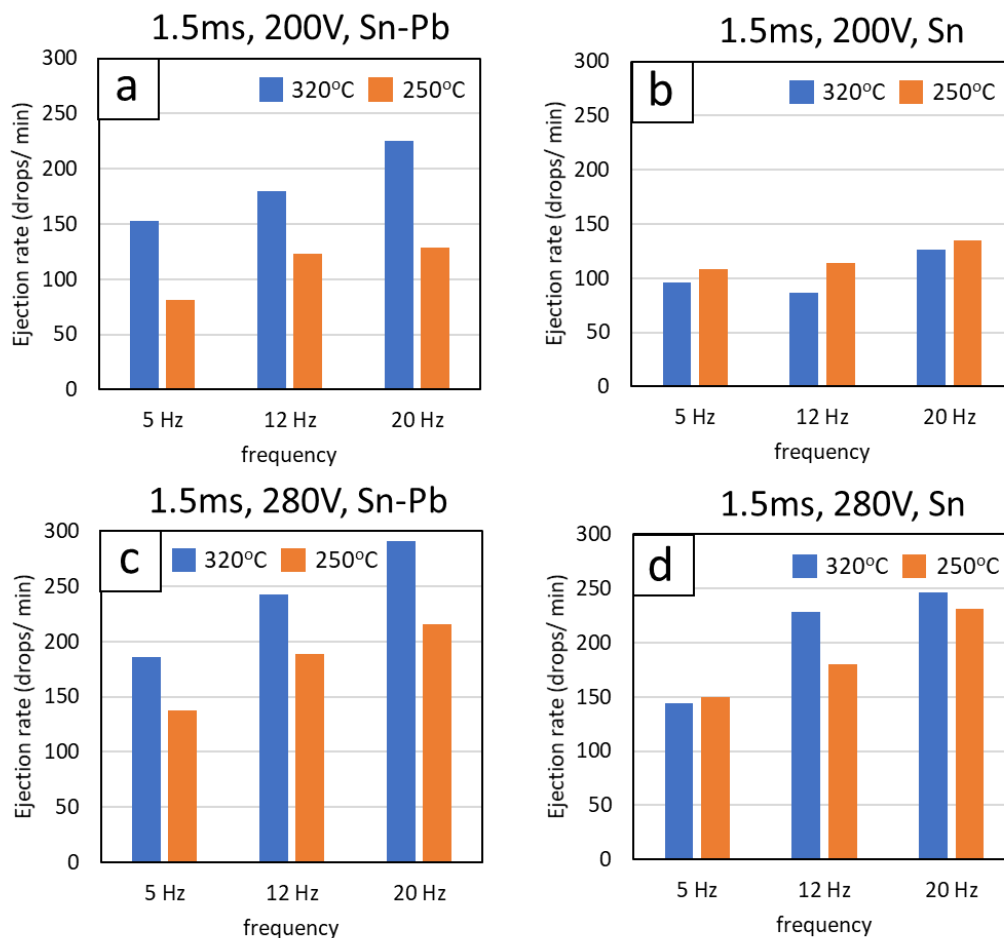 1.5ms, 200V, Sn-Pb
a
320°C 250°C
Ejection rate (drops/ min)
300
250
200
150
100
50
0
5 Hz 12 Hz 20 Hz
frequency
1.5ms, 200V, Sn
b
320°C 250°C
Ejection rate (drops/ min)
300
250
200
150
100
50
0
5 Hz 12 Hz 20 Hz
frequency
1.5ms, 280V, Sn-Pb
c
320°C 250°C
Ejection rate (drops/ min)
300
250
200
150
100
50
0
5 Hz 12 Hz 20 Hz
frequency
1.5ms, 280V, Sn
d
320°C 250°C
Ejection rate (drops/ min)
300
250
200
150
100
50
0
5 Hz 12 Hz 20 Hz
frequency